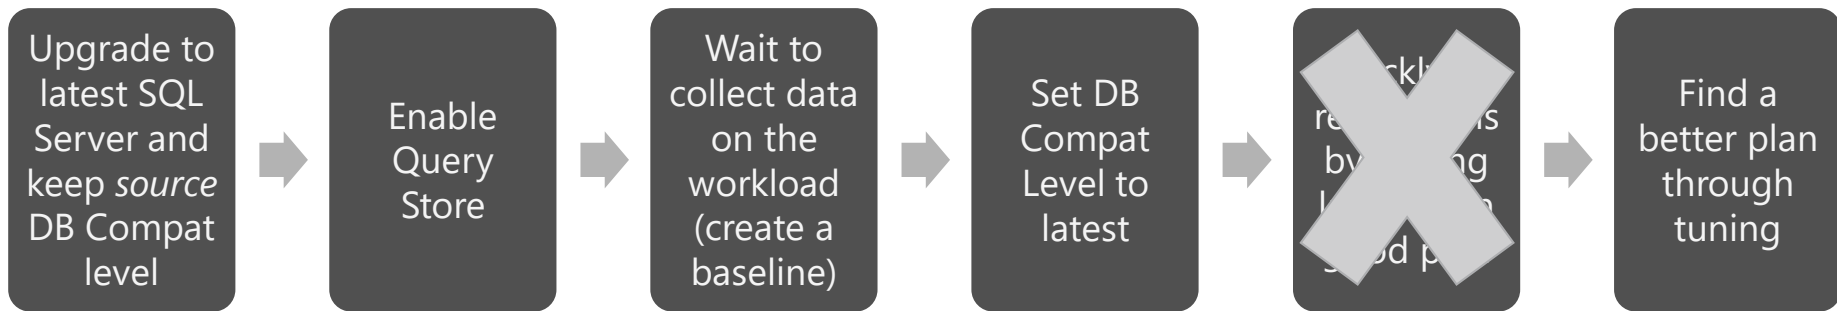 Upgrade to
latest SQL
Server and
keep source
DB Compat
level
Enable
Query
Store
Wait to
collect data
on the
workload
(create a
baseline)
Set DB
Compat
Level to
latest
by
Find a
better plan
through
tuning